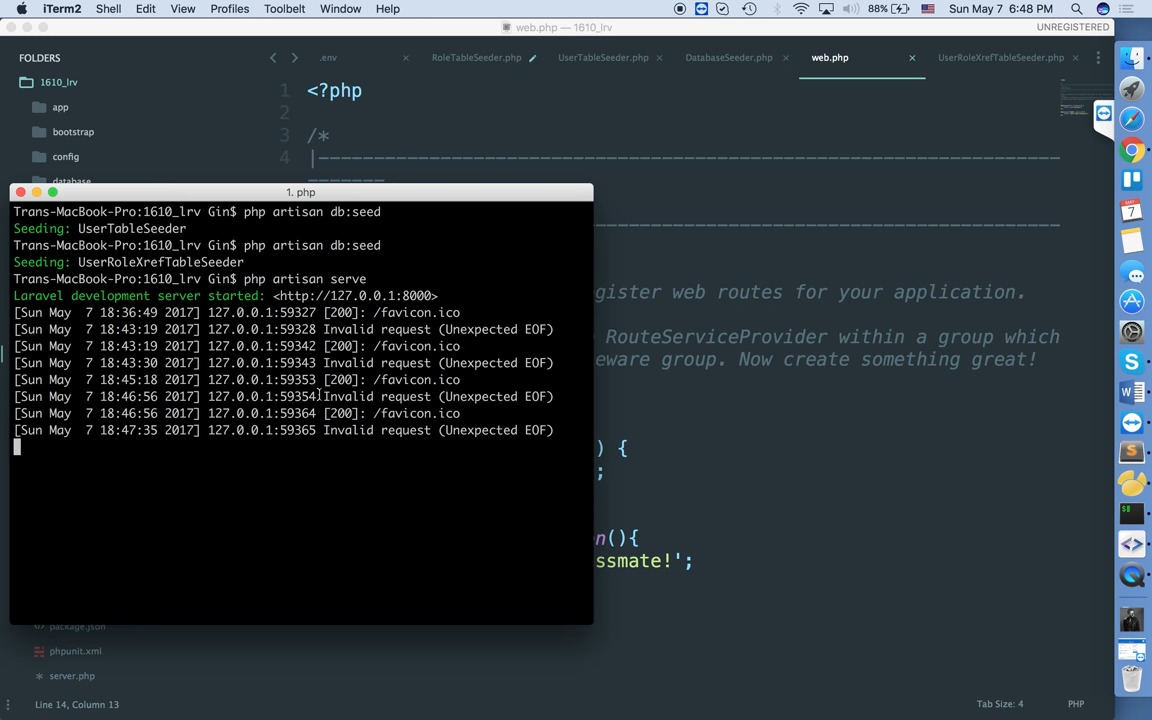 iTerm2 Shell Edit View Profiles Toolbelt Window Help 88% Sun May 7 6:48 PM
web.php — 1610_lrv UNREGISTERED
FOLDERS
1610_lrv
app
bootstrap
config
database
.env RoleTableSeeder.php UserTableSeeder.php DatabaseSeeder.php web.php UserRoleXrefTableSeeder.php
1 <?php
2
3 /*
4 |--------------------------------------------------------------------------
1. php
Trans-MacBook-Pro:1610_lrv Gin$ php artisan db:seed
Seeding: UserTableSeeder
Trans-MacBook-Pro:1610_lrv Gin$ php artisan db:seed
Seeding: UserRoleXrefTableSeeder
Trans-MacBook-Pro:1610_lrv Gin$ php artisan serve
Laravel development server started: <http://127.0.0.1:8000>
[Sun May  7 18:36:49 2017] 127.0.0.1:59327 [200]: /favicon.ico
[Sun May  7 18:43:19 2017] 127.0.0.1:59328 Invalid request (Unexpected EOF)
[Sun May  7 18:43:19 2017] 127.0.0.1:59342 [200]: /favicon.ico
[Sun May  7 18:43:30 2017] 127.0.0.1:59343 Invalid request (Unexpected EOF)
[Sun May  7 18:45:18 2017] 127.0.0.1:59353 [200]: /favicon.ico
[Sun May  7 18:46:56 2017] 127.0.0.1:59354 Invalid request (Unexpected EOF)
[Sun May  7 18:46:56 2017] 127.0.0.1:59364 [200]: /favicon.ico
[Sun May  7 18:47:35 2017] 127.0.0.1:59365 Invalid request (Unexpected EOF)
gister web routes for your application.
RouteServiceProvider within a group which
eware group. Now create something great!
) {
;
n(){
ssmate!';
package.json
phpunit.xml
server.php
Line 14, Column 13 Tab Size: 4 PHP